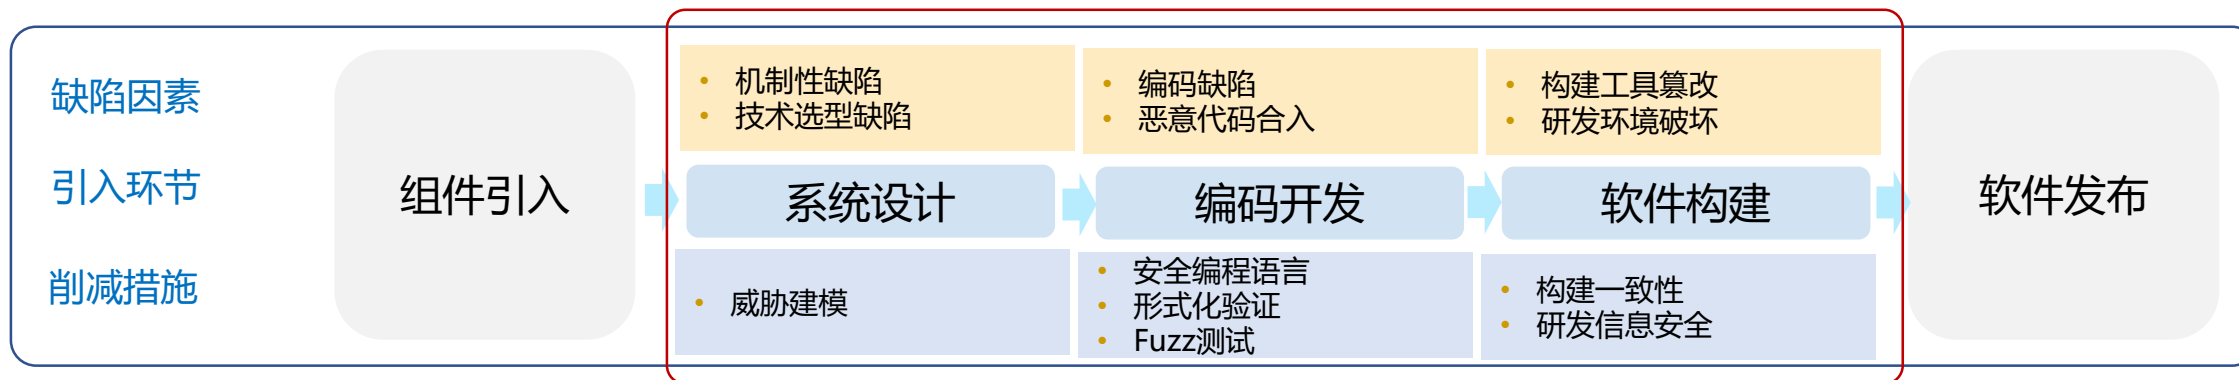 缺陷因素
引入环节
削减措施
组件引入
• 机制性缺陷
• 技术选型缺陷
系统设计
• 威胁建模
• 编码缺陷
• 恶意代码合入
编码开发
• 安全编程语言
• 形式化验证
• Fuzz测试
• 构建工具篡改
• 研发环境破坏
软件构建
• 构建一致性
• 研发信息安全
软件发布